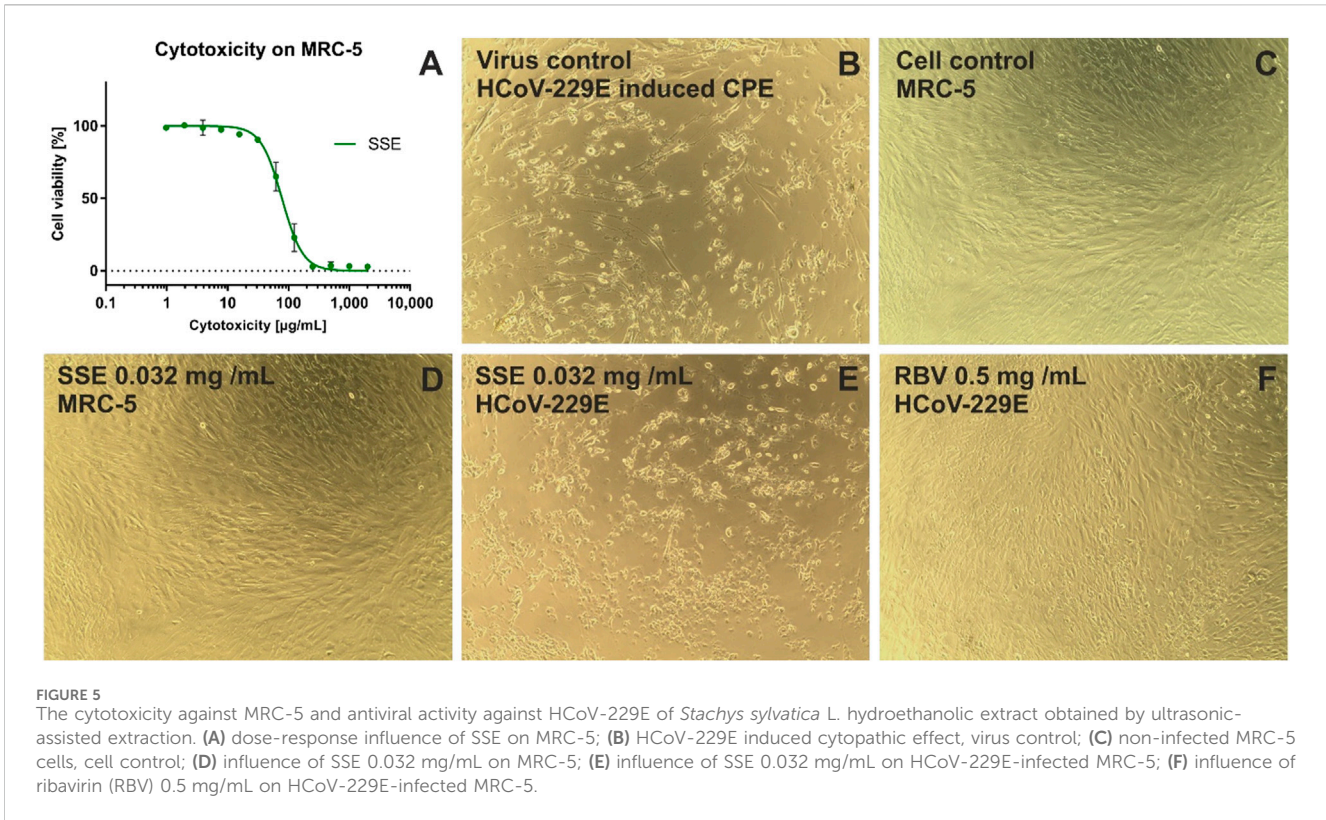 Cytotoxicity on MRC-5
A
100
50
0
Cell viability [%]
SSE
0.1 1 10 100 1,000 10,000
Cytotoxicity [µg/mL]
Virus control
HCoV-229E induced CPE
B
Cell control
MRC-5
C
SSE 0.032 mg /mL
MRC-5
D
SSE 0.032 mg /mL
HCoV-229E
E
RBV 0.5 mg /mL
HCoV-229E
F
FIGURE 5
The cytotoxicity against MRC-5 and antiviral activity against HCoV-229E of Stachys sylvatica L. hydroethanolic extract obtained by ultrasonic-
assisted extraction. (A) dose-response influence of SSE on MRC-5; (B) HCoV-229E induced cytopathic effect, virus control; (C) non-infected MRC-5
cells, cell control; (D) influence of SSE 0.032 mg/mL on MRC-5; (E) influence of SSE 0.032 mg/mL on HCoV-229E-infected MRC-5; (F) influence of
ribavirin (RBV) 0.5 mg/mL on HCoV-229E-infected MRC-5.